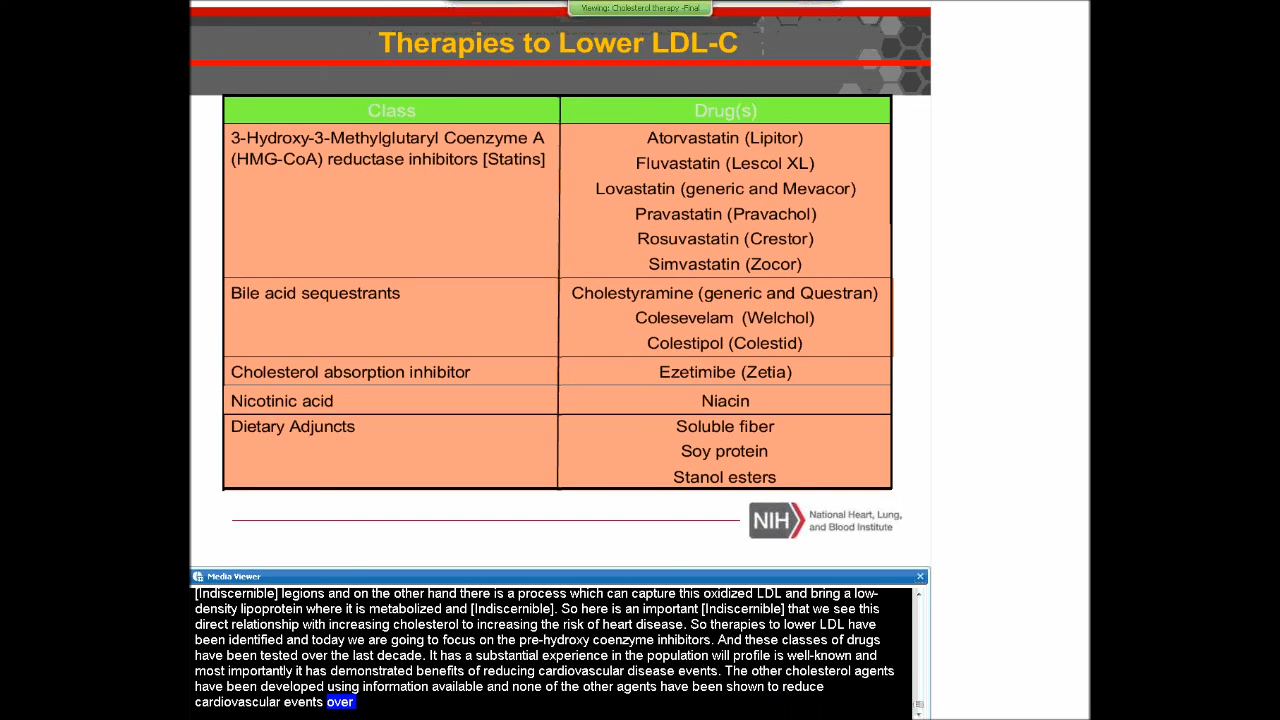 Viewing: Cholesterol therapy -Final
Therapies to Lower LDL-C
Class
Drug(s)
3-Hydroxy-3-Methylglutaryl Coenzyme A
(HMG-CoA) reductase inhibitors [Statins]
Atorvastatin (Lipitor)
Fluvastatin (Lescol XL)
Lovastatin (generic and Mevacor)
Pravastatin (Pravachol)
Rosuvastatin (Crestor)
Simvastatin (Zocor)
Bile acid sequestrants
Cholestyramine (generic and Questran)
Colesevelam (Welchol)
Colestipol (Colestid)
Cholesterol absorption inhibitor
Ezetimibe (Zetia)
Nicotinic acid
Niacin
Dietary Adjuncts
Soluble fiber
Soy protein
Stanol esters
NIH
National Heart, Lung,
and Blood Institute
Media Viewer
[Indiscernible] legions and on the other hand there is a process which can capture this oxidized LDL and bring a low-
density lipoprotein where it is metabolized and [Indiscernible]. So here is an important [Indiscernible] that we see this
direct relationship with increasing cholesterol to increasing the risk of heart disease. So therapies to lower LDL have
been identified and today we are going to focus on the pre-hydroxy coenzyme inhibitors. And these classes of drugs
have been tested over the last decade. It has a substantial experience in the population will profile is well-known and
most importantly it has demonstrated benefits of reducing cardiovascular disease events. The other cholesterol agents
have been developed using information available and none of the other agents have been shown to reduce
cardiovascular events over